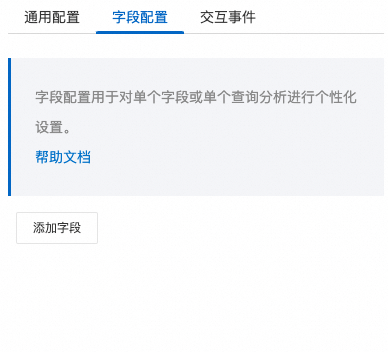 通用配置 字段配置 交互事件
字段配置用于对单个字段或单个查询分析进行个性化
设置。
帮助文档
添加字段